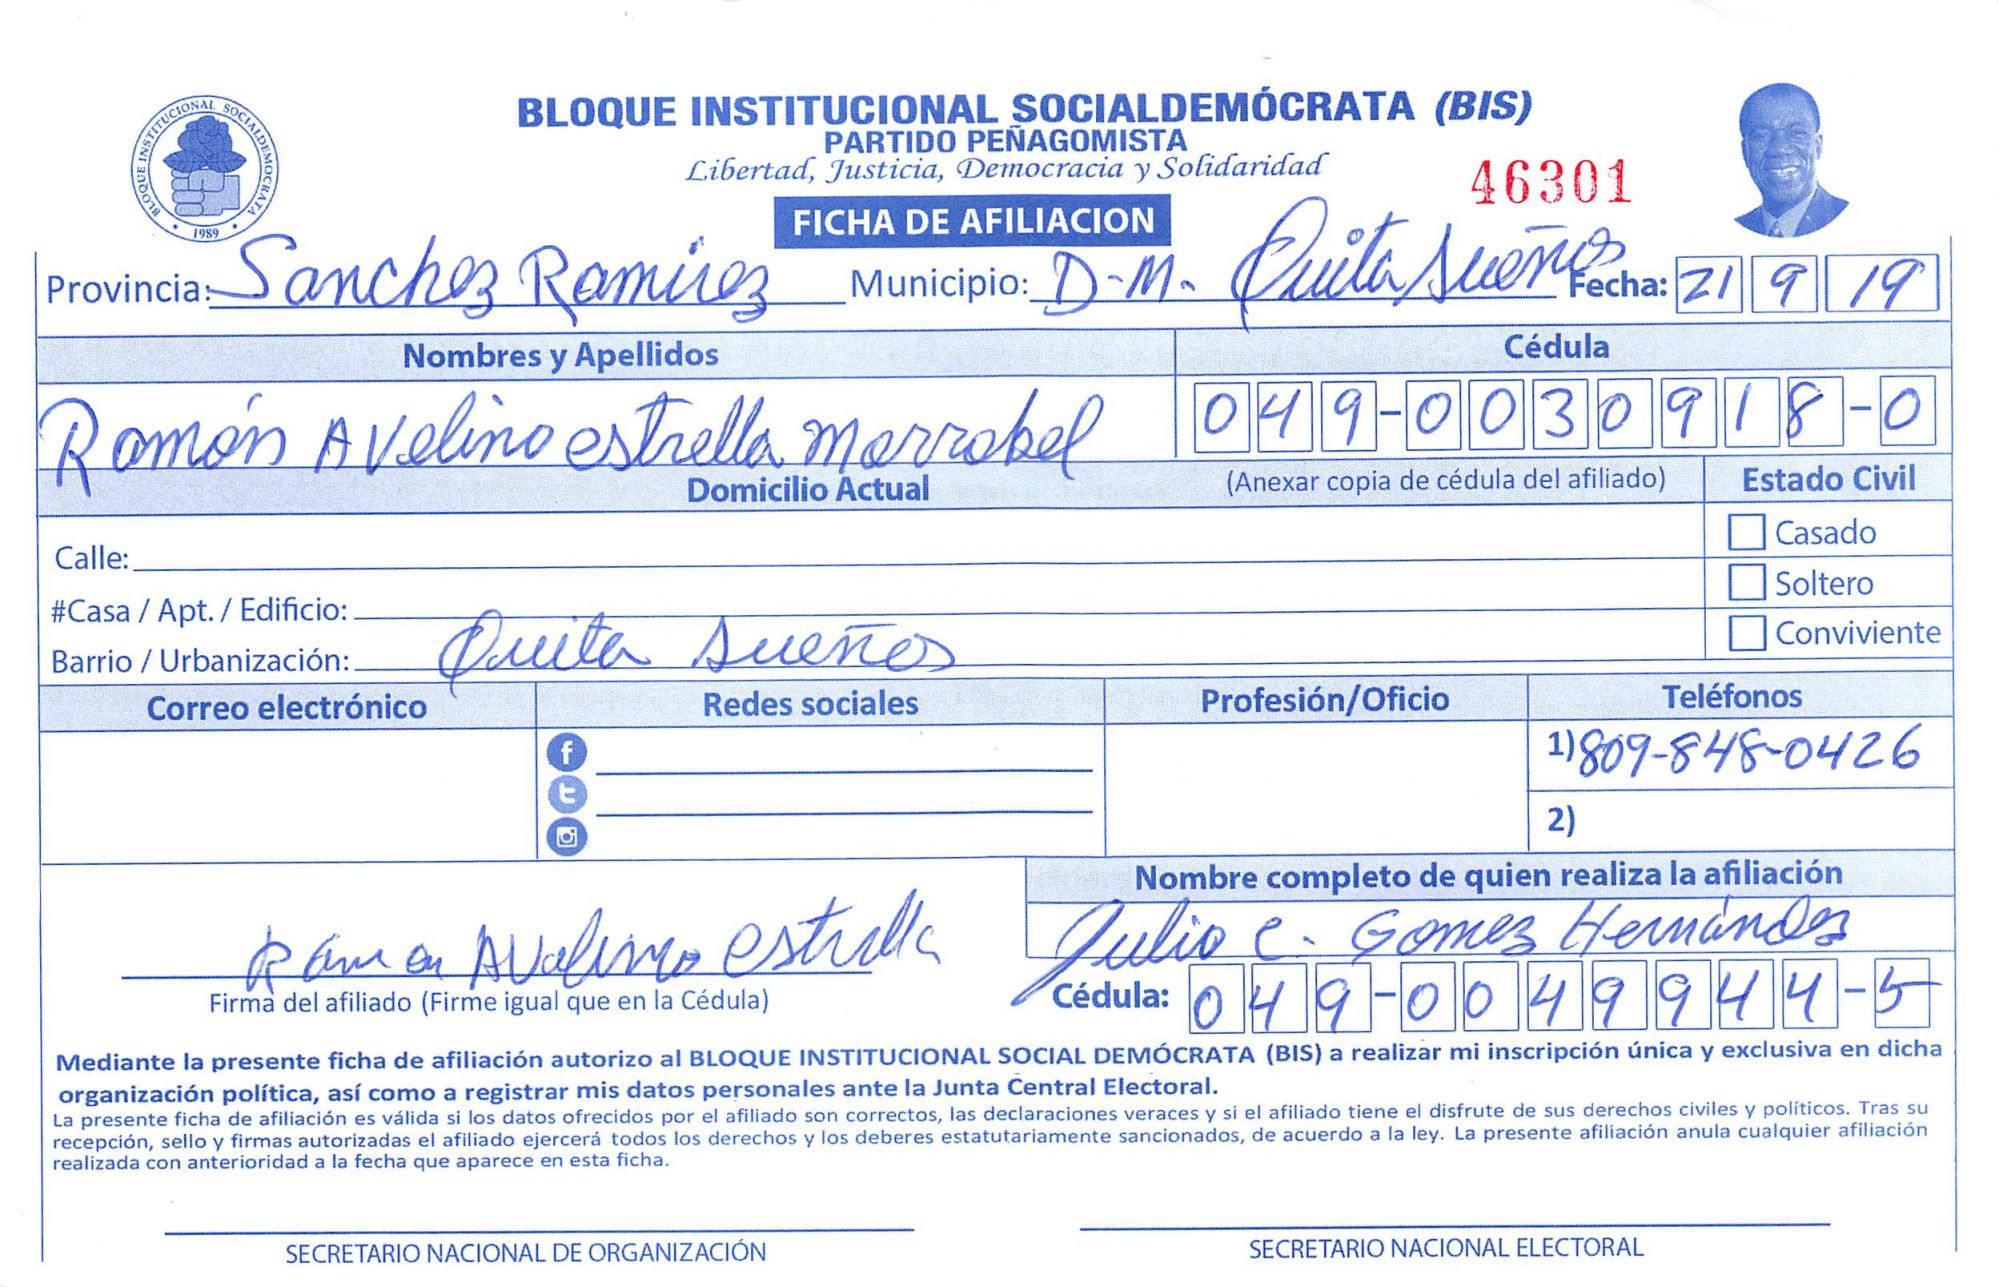 BLOQUE INSTITUCIONAL SOCIALDEMOCRATA
• 1989 •
BLOQUE INSTITUCIONAL SOCIALDEMÓCRATA (BIS)
PARTIDO PEÑAGOMISTA
Libertad, Justicia, Democracia y Solidaridad
46301
FICHA DE AFILIACION
Provincia: Sanchez Ramírez Municipio: D-M. Quita Sueños Fecha: 21 9 19
Nombres y Apellidos Cédula
Ramón Avelino estrella Marrobel 049-0030918-0
Domicilio Actual (Anexar copia de cédula del afiliado) Estado Civil
Calle: Casado
#Casa / Apt. / Edificio: Soltero
Barrio / Urbanización: Quita Sueños Conviviente
Correo electrónico Redes sociales Profesión/Oficio Teléfonos
1) 809-848-0426
2)
Nombre completo de quien realiza la afiliación
Ramon Avelino estrella Julio C. Gomez Hernández
Firma del afiliado (Firme igual que en la Cédula) Cédula: 049-0049944-5
Mediante la presente ficha de afiliación autorizo al BLOQUE INSTITUCIONAL SOCIAL DEMÓCRATA (BIS) a realizar mi inscripción única y exclusiva en dicha
organización política, así como a registrar mis datos personales ante la Junta Central Electoral.
La presente ficha de afiliación es válida si los datos ofrecidos por el afiliado son correctos, las declaraciones veraces y si el afiliado tiene el disfrute de sus derechos civiles y políticos. Tras su
recepción, sello y firmas autorizadas el afiliado ejercerá todos los derechos y los deberes estatutariamente sancionados, de acuerdo a la ley. La presente afiliación anula cualquier afiliación
realizada con anterioridad a la fecha que aparece en esta ficha.
SECRETARIO NACIONAL DE ORGANIZACIÓN SECRETARIO NACIONAL ELECTORAL